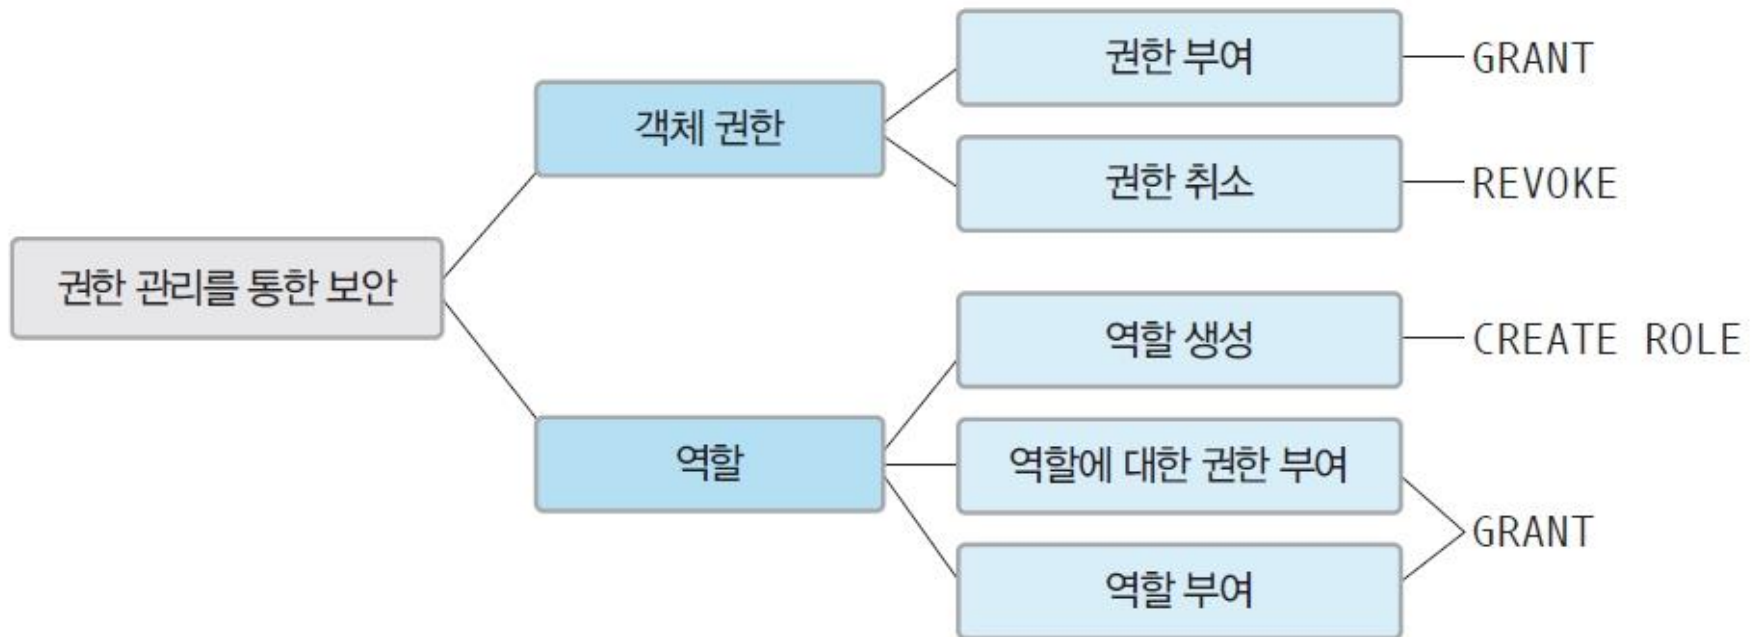 권한 관리를 통한 보안
객체 권한
권한 부여
GRANT
권한 취소
REVOKE
역할
역할 생성
CREATE ROLE
역할에 대한 권한 부여
역할 부여
GRANT